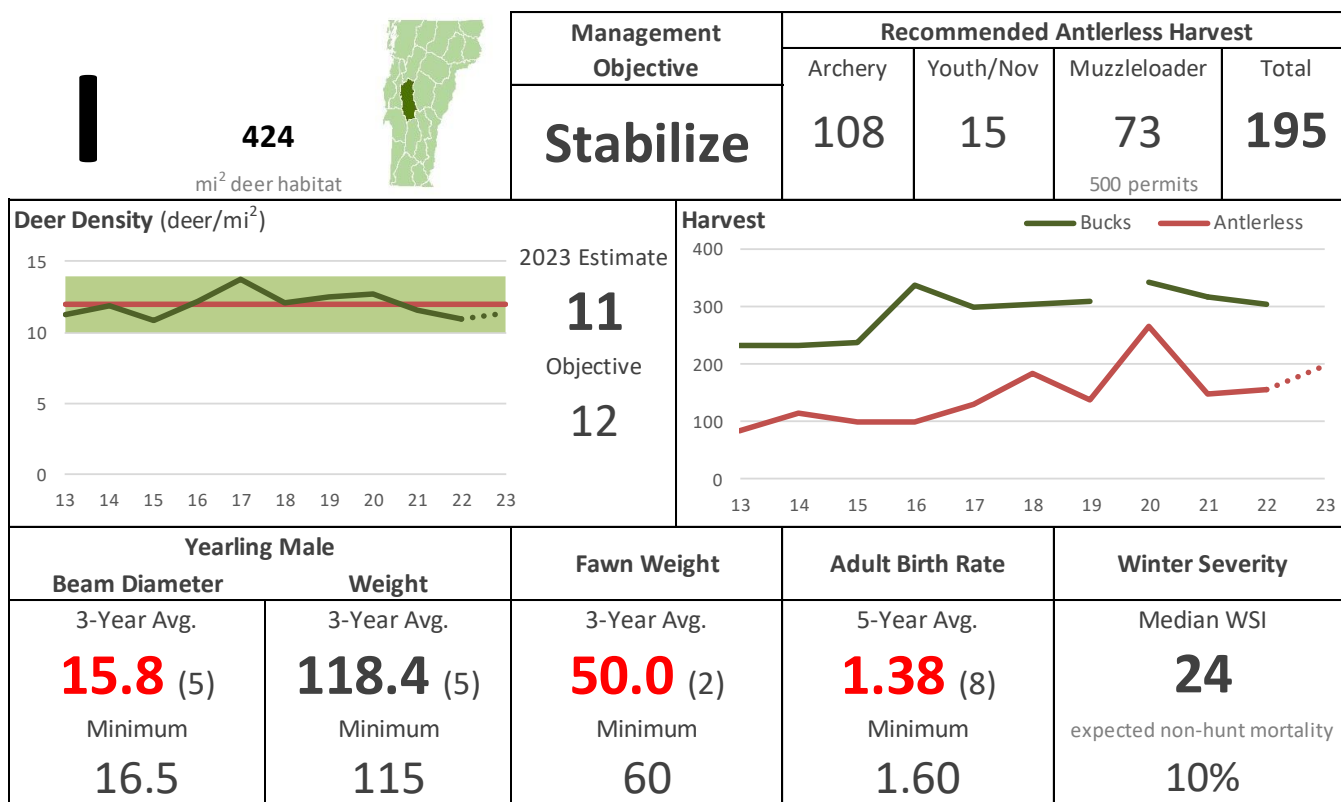 I
424
mi² deer habitat
Management
Objective
Stabilize
Recommended Antlerless Harvest
Archery Youth/Nov Muzzleloader Total
108 15 73 195
500 permits
Deer Density (deer/mi²)
15
10
5
0
13 14 15 16 17 18 19 20 21 22 23
2023 Estimate
11
Objective
12
Harvest
Bucks Antlerless
400
300
200
100
0
13 14 15 16 17 18 19 20 21 22 23
Yearling Male
Beam Diameter Weight
Fawn Weight
Adult Birth Rate
Winter Severity
3-Year Avg. 3-Year Avg. 3-Year Avg. 5-Year Avg. Median WSI
15.8 (5) 118.4 (5) 50.0 (2) 1.38 (8) 24
Minimum Minimum Minimum Minimum expected non-hunt mortality
16.5 115 60 1.60 10%